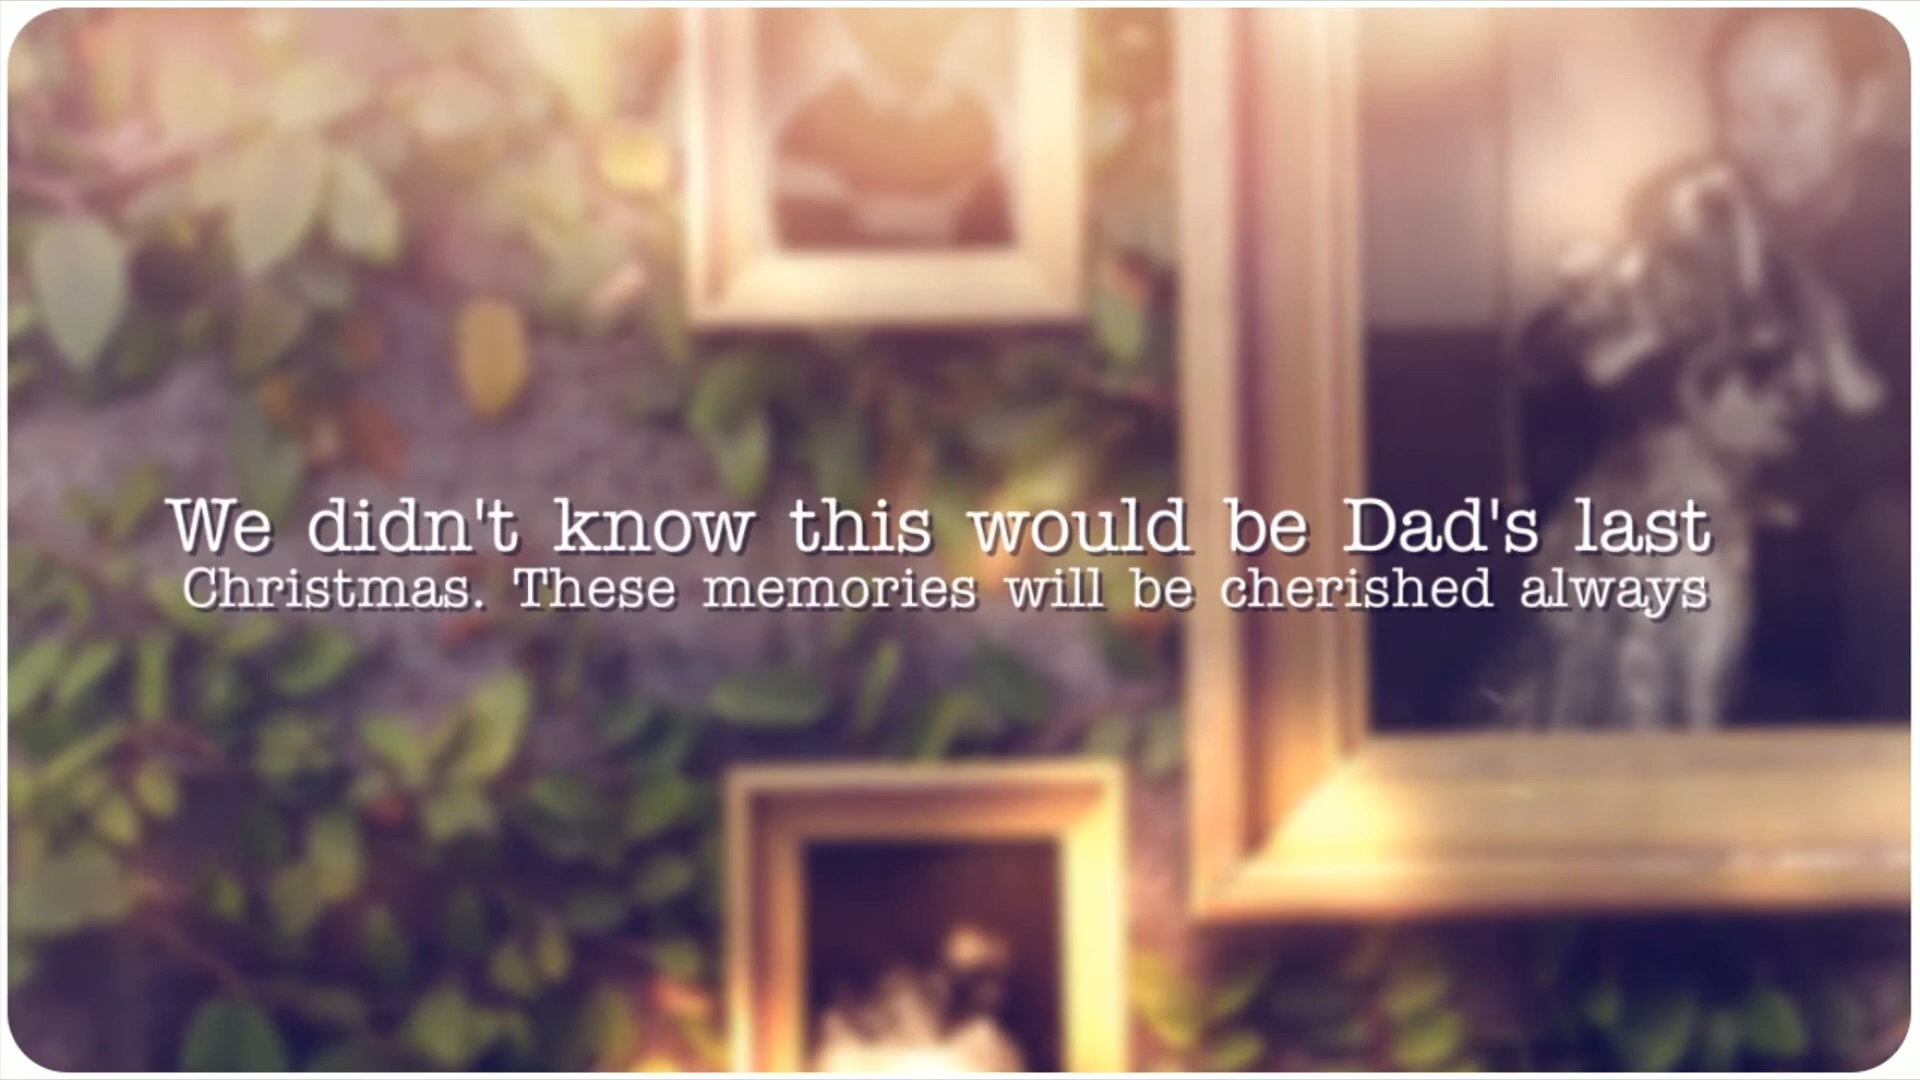 We didn't know this would be Dad's last
Christmas. These memories will be cherished always